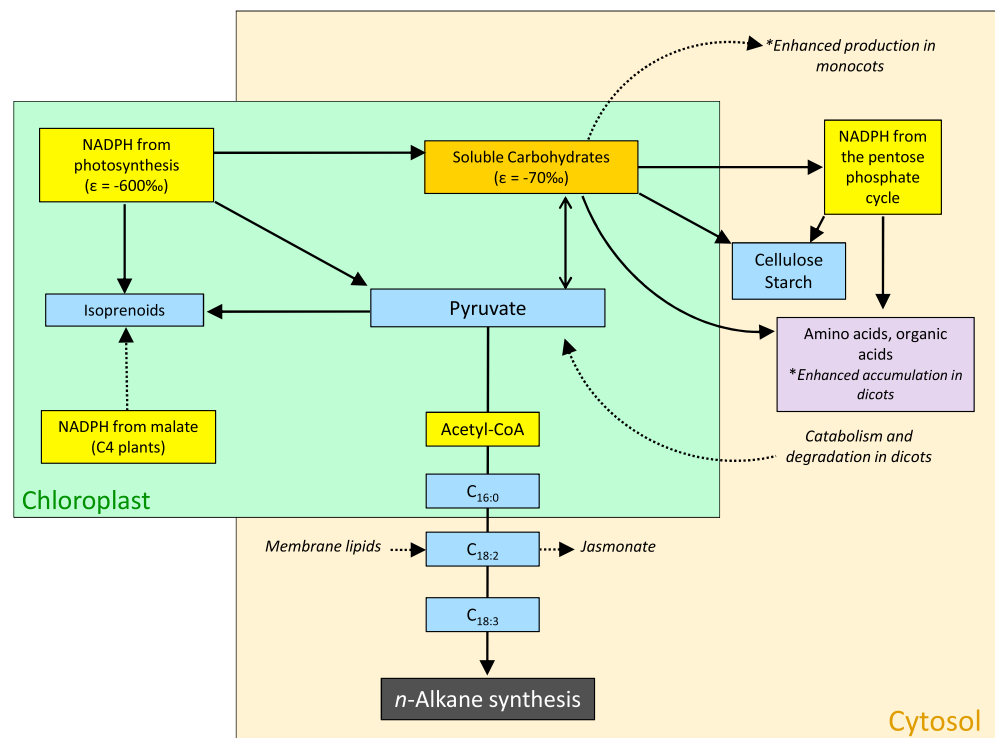 *Enhanced production in
monocots
NADPH from
photosynthesis
(ε = -600‰)
Soluble Carbohydrates
(ε = -70‰)
NADPH from
the pentose
phosphate
cycle
Cellulose
Starch
Isoprenoids
Pyruvate
Amino acids, organic
acids
*Enhanced accumulation in
dicots
NADPH from malate
(C4 plants)
Acetyl-CoA
Catabolism and
degradation in dicots
C16:0
Chloroplast
Membrane lipids
C18:2
Jasmonate
C18:3
n-Alkane synthesis
Cytosol